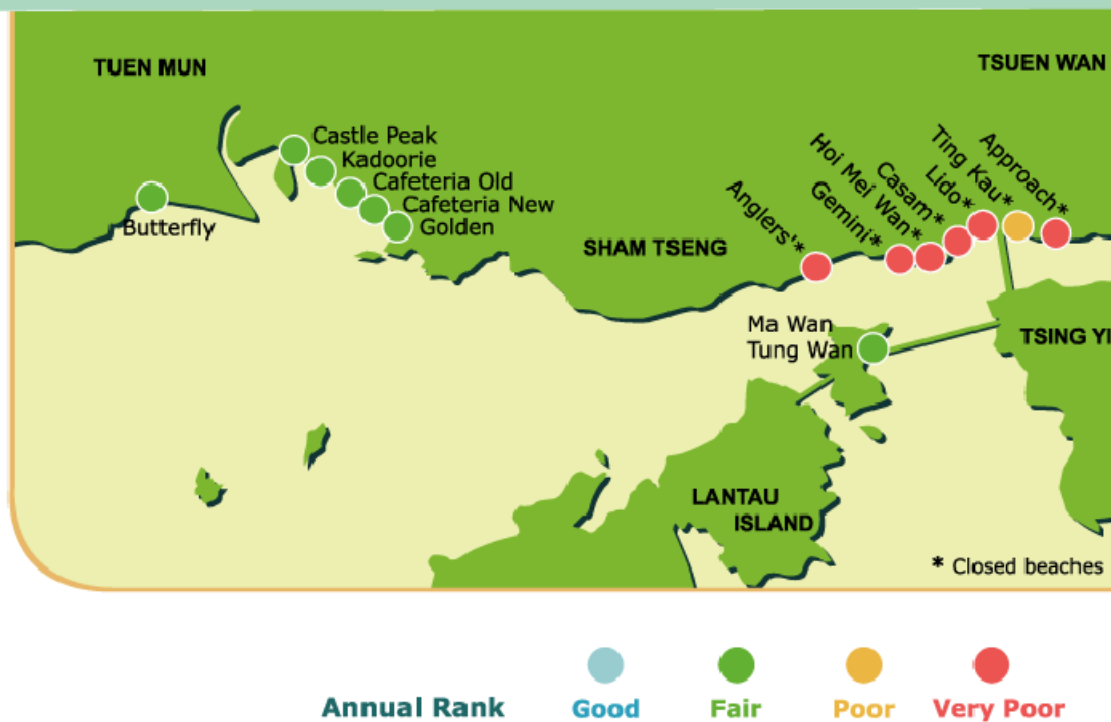 TUEN MUN
TSUEN WAN
Castle Peak
Kadoorie
Cafeteria Old
Cafeteria New
Golden
Butterfly
SHAM TSENG
Anglers'*
Gemini*
Hoi Mei Wan*
Casam*
Lido*
Ting Kau*
Approach*
Ma Wan
Tung Wan
TSING YI
LANTAU
ISLAND
* Closed beaches
Annual Rank
Good
Fair
Poor
Very Poor